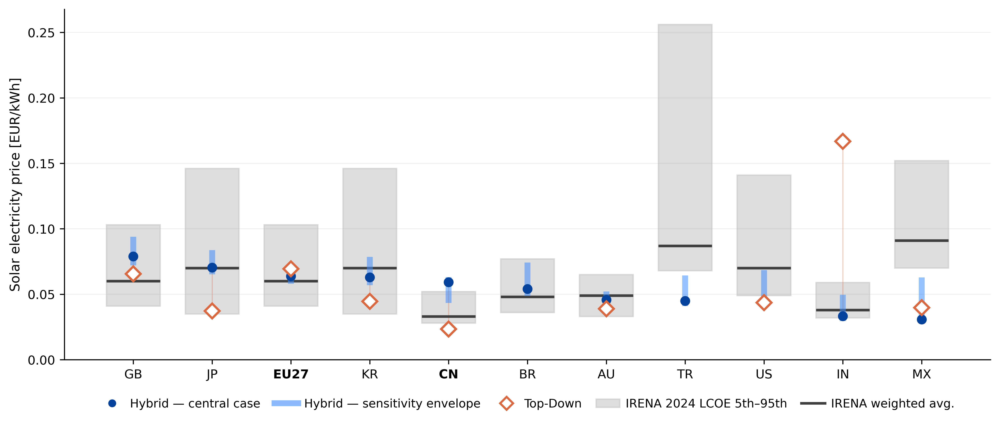 Solar electricity price [EUR/kWh]
0.25
0.20
0.15
0.10
0.05
0.00
GB JP EU27 KR CN BR AU TR US IN MX
Hybrid — central case Hybrid — sensitivity envelope Top-Down IRENA 2024 LCOE 5th–95th IRENA weighted avg.